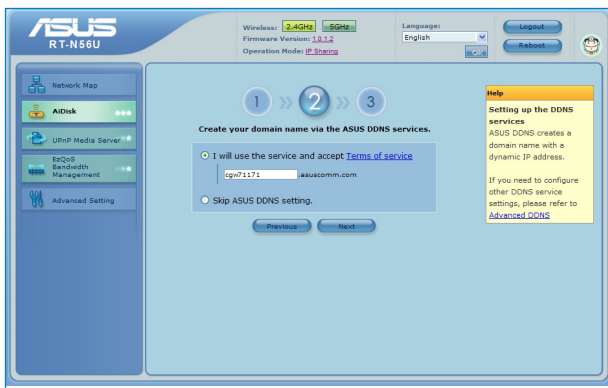 ASUS
RT-N56U
Wireless: 2.4GHz 5GHz
Firmware Version: 1.0.1.2
Operation Mode: IP Sharing
Language:
English
Logout
Reboot
Network Map
AiDisk
UPnP Media Server
EzQoS
Bandwidth
Management
Advanced Setting
1 » 2 » 3
Create your domain name via the ASUS DDNS services.
I will use the service and accept Terms of service
cgw71171 .asuscomm.com
Skip ASUS DDNS setting.
Previous Next
Help
Setting up the DDNS
services
ASUS DDNS creates a
domain name with a
dynamic IP address.
If you need to configure
other DDNS service
settings, please refer to
Advanced DDNS